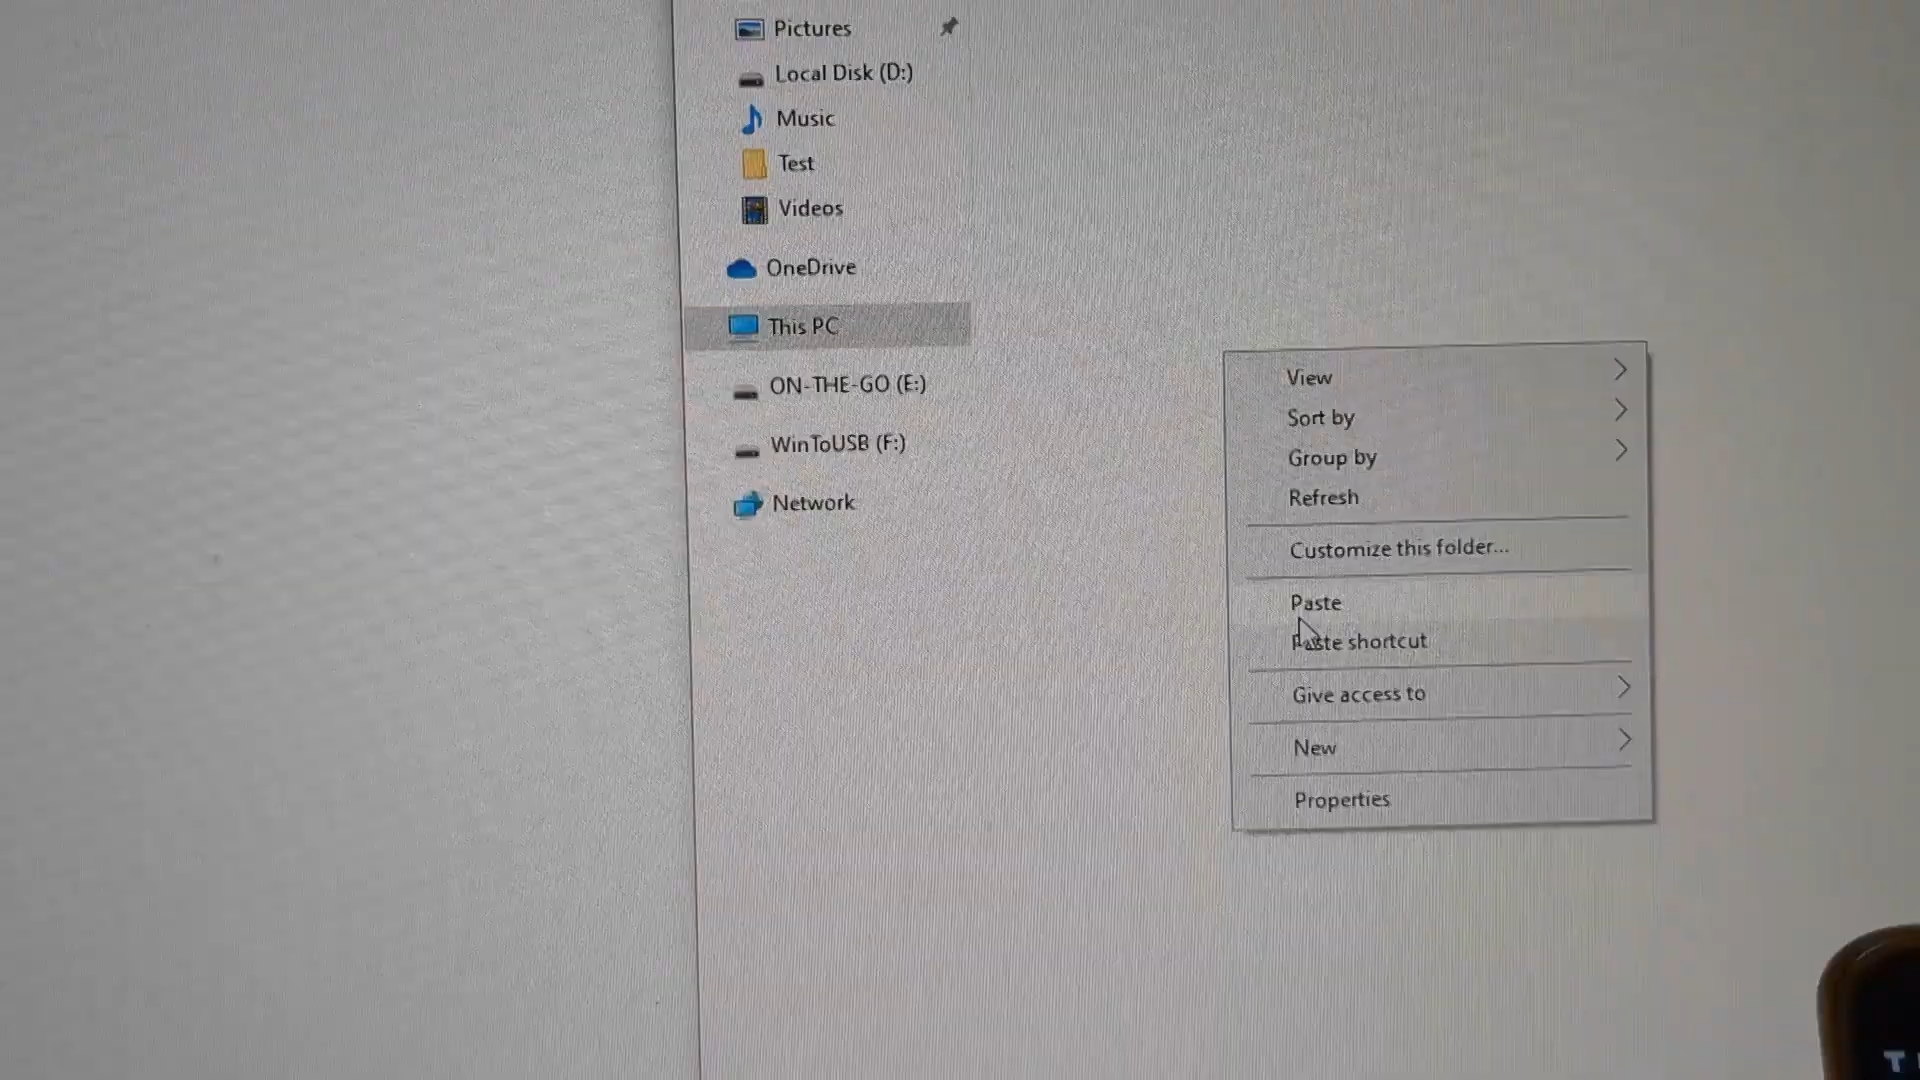 Pictures
Local Disk (D:)
Music
Test
Videos
OneDrive
This PC
ON-THE-GO (E:)
WinToUSB (F:)
Network
View
Sort by
Group by
Refresh
Customize this folder...
Paste
Paste shortcut
Give access to
New
Properties
T